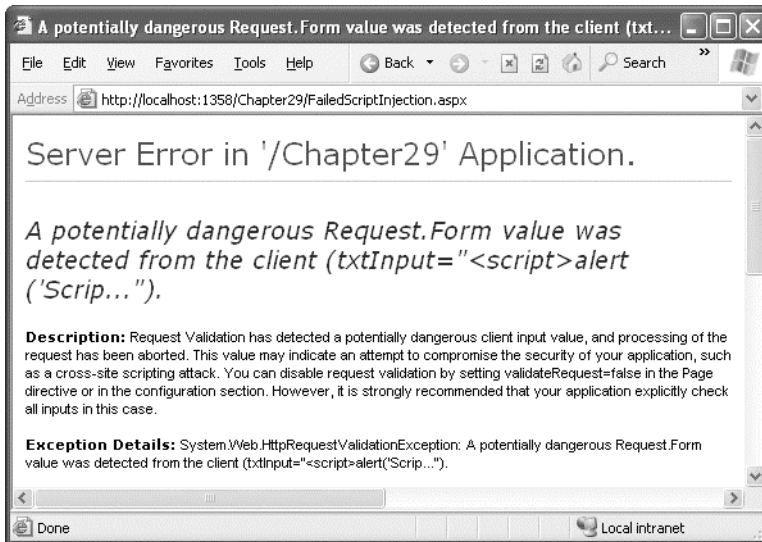 A potentially dangerous Request.Form value was detected from the client (txt...
File Edit View Favorites Tools Help Back Search »
Address http://localhost:1358/Chapter29/FailedScriptInjection.aspx
Server Error in '/Chapter29' Application.
A potentially dangerous Request.Form value was
detected from the client (txtInput="<script>alert
('Scrip...").
Description: Request Validation has detected a potentially dangerous client input value, and processing of the
request has been aborted. This value may indicate an attempt to compromise the security of your application, such
as a cross-site scripting attack. You can disable request validation by setting validateRequest=false in the Page
directive or in the configuration section. However, it is strongly recommended that your application explicitly check
all inputs in this case.
Exception Details: System.Web.HttpRequestValidationException: A potentially dangerous Request.Form
value was detected from the client (txtInput="<script>alert('Scrip...").
Done Local intranet